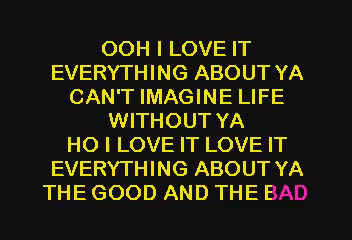 OOH I LOVE IT
EVERYTHING ABOUT YA
CAN'T IMAGINE LIFE
WITHOUT YA
HO I LOVE IT LOVE IT
EVERYTHING ABOUT YA
THE GOOD AND THE BAD